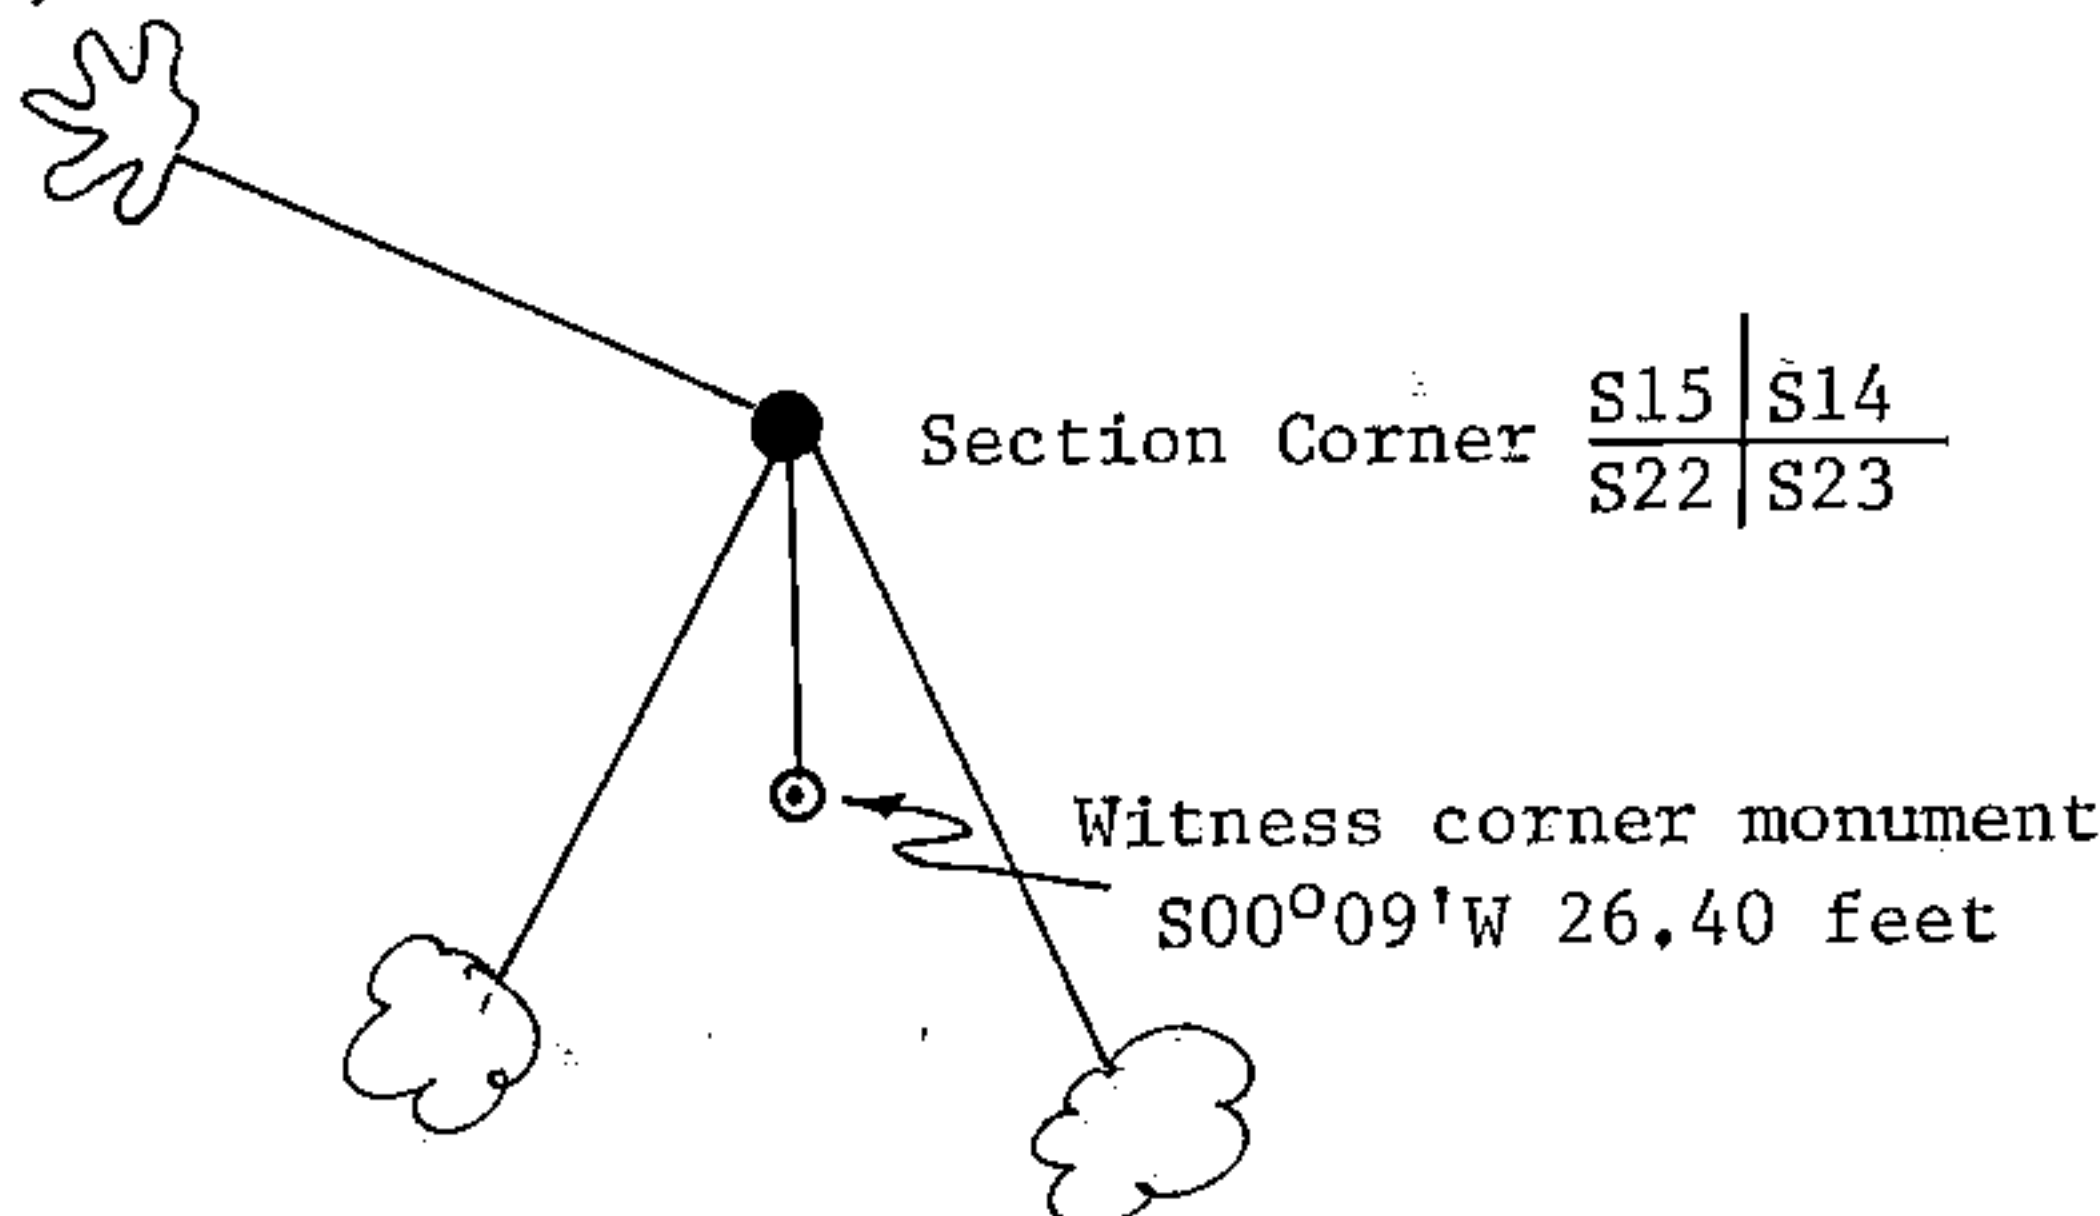 Section Corner S15 S14
S22 S23
Witness corner monument
S00°09'W 26.40 feet